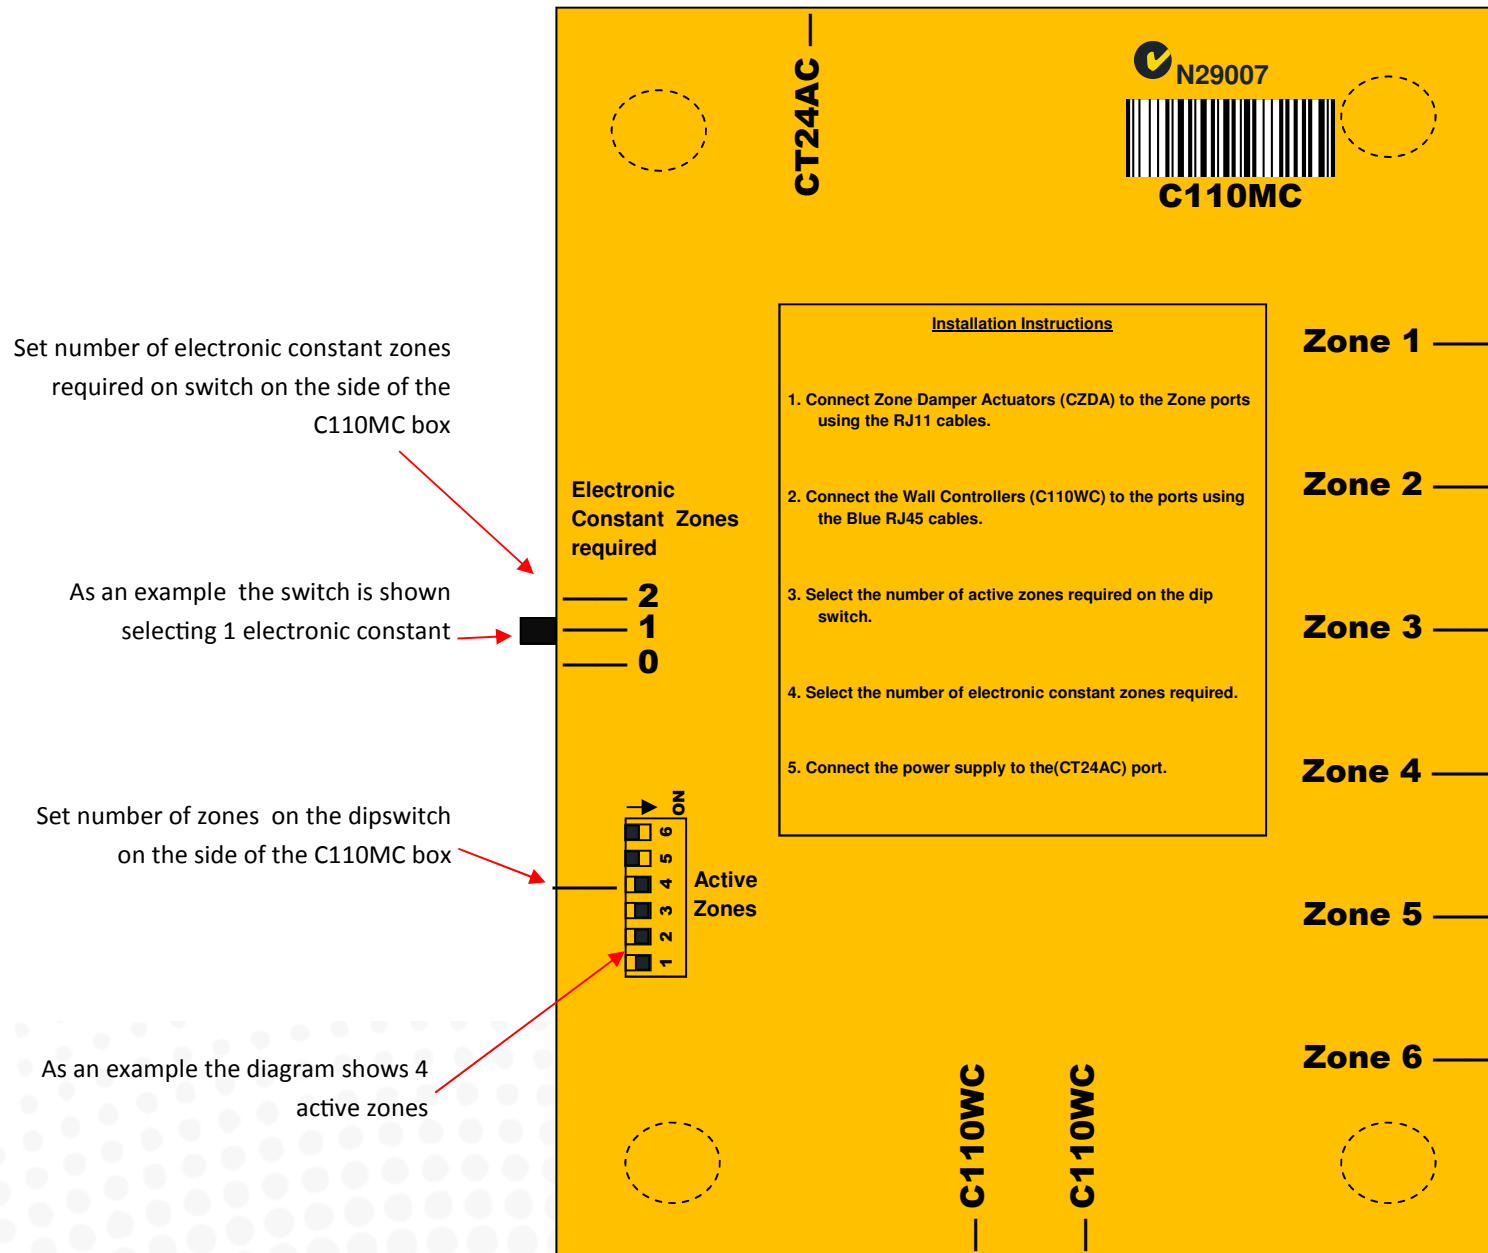 CT24AC
N29007
C110MC
Set number of electronic constant zones
required on switch on the side of the
C110MC box
As an example  the switch is shown
selecting 1 electronic constant
Set number of zones  on the dipswitch
on the side of the C110MC box
As an example the diagram shows 4
active zones
Electronic
Constant  Zones
required
2
1
0
ON
6
5
4
3
2
1
Active
Zones
Installation Instructions
1. Connect Zone Damper Actuators (CZDA) to the Zone ports
using the RJ11 cables.
2. Connect the Wall Controllers (C110WC) to the ports using
the Blue RJ45 cables.
3. Select the number of active zones required on the dip
switch.
4. Select the number of electronic constant zones required.
5. Connect the power supply to the(CT24AC) port.
Zone 1
Zone 2
Zone 3
Zone 4
Zone 5
Zone 6
C110WC
C110WC